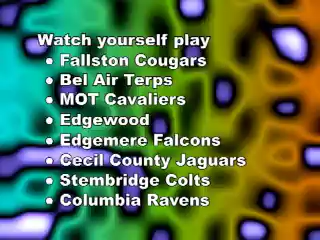 Watch yourself play
● Fallston Cougars
● Bel Air Terps
● MOT Cavaliers
● Edgewood
● Edgemere Falcons
● Cecil County Jaguars
● Stembridge Colts
● Columbia Ravens